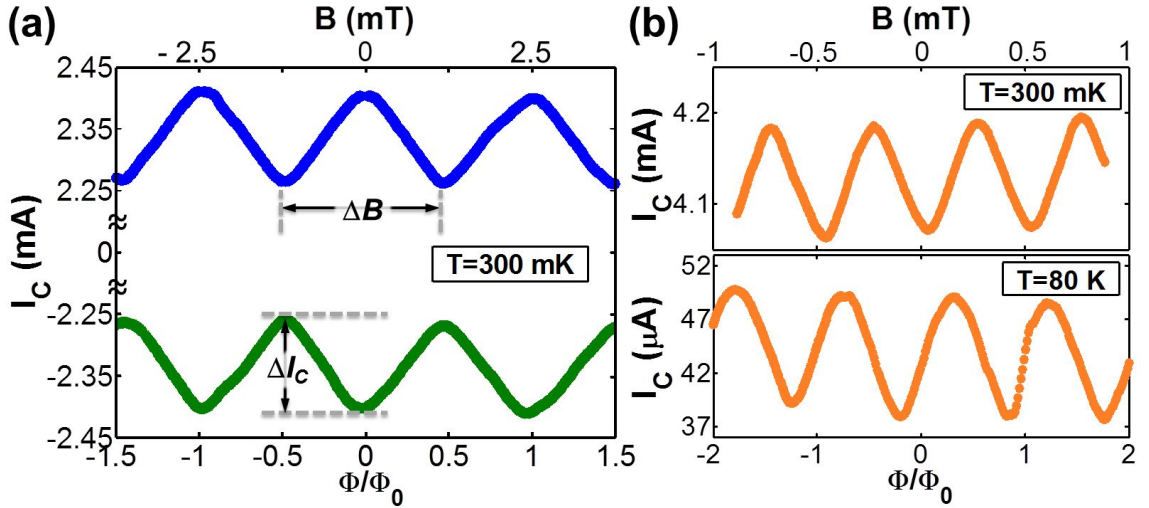 (a)
B (mT)
- 2.5 0 2.5
2.45
2.35
2.25
≈
0
≈
-2.25
-2.35
-2.45
I_C (mA)
ΔB
T=300 mK
ΔI_C
-1.5 -1 -0.5 0 0.5 1 1.5
Φ/Φ_0
(b)
B (mT)
-1 -0.5 0 0.5 1
T=300 mK
4.2
4.1
I_C (mA)
T=80 K
52
47
42
37
I_C (μA)
-2 -1 0 1 2
Φ/Φ_0